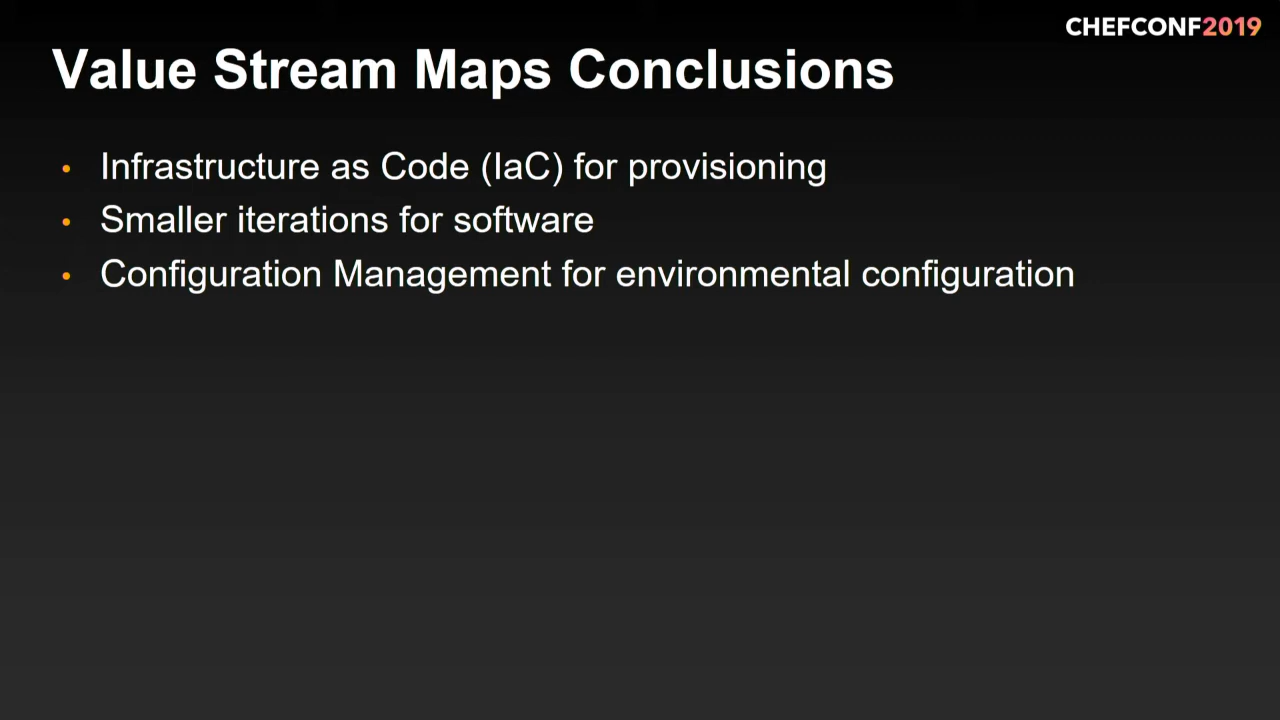 CHEFCONF2019
Value Stream Maps Conclusions
• Infrastructure as Code (IaC) for provisioning
• Smaller iterations for software
• Configuration Management for environmental configuration